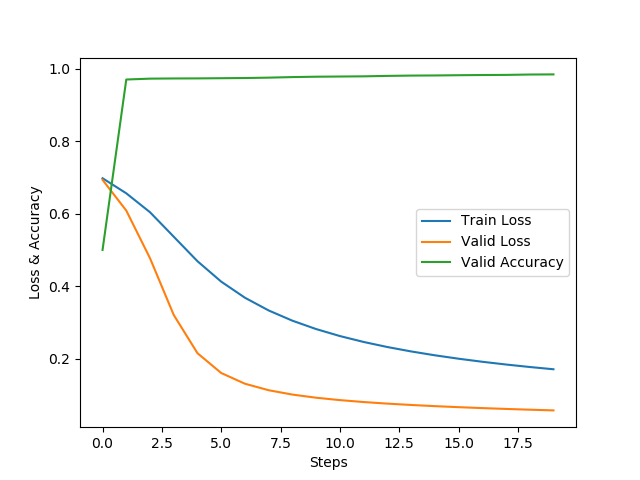 1.0
0.8
0.6
0.4
0.2
Loss & Accuracy
Train Loss
Valid Loss
Valid Accuracy
0.0 2.5 5.0 7.5 10.0 12.5 15.0 17.5
Steps